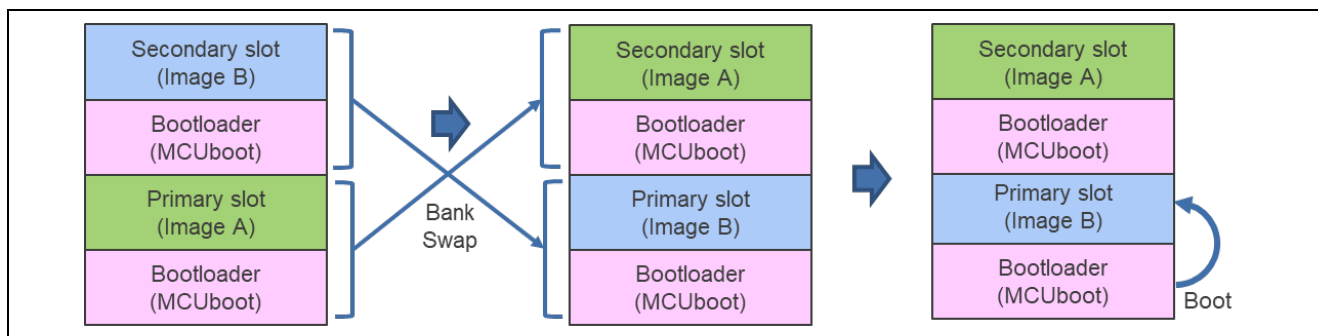 Secondary slot
(Image B)
Bootloader
(MCUboot)
Primary slot
(Image A)
Bootloader
(MCUboot)
Bank
Swap
Secondary slot
(Image A)
Bootloader
(MCUboot)
Primary slot
(Image B)
Bootloader
(MCUboot)
Secondary slot
(Image A)
Bootloader
(MCUboot)
Primary slot
(Image B)
Bootloader
(MCUboot)
Boot